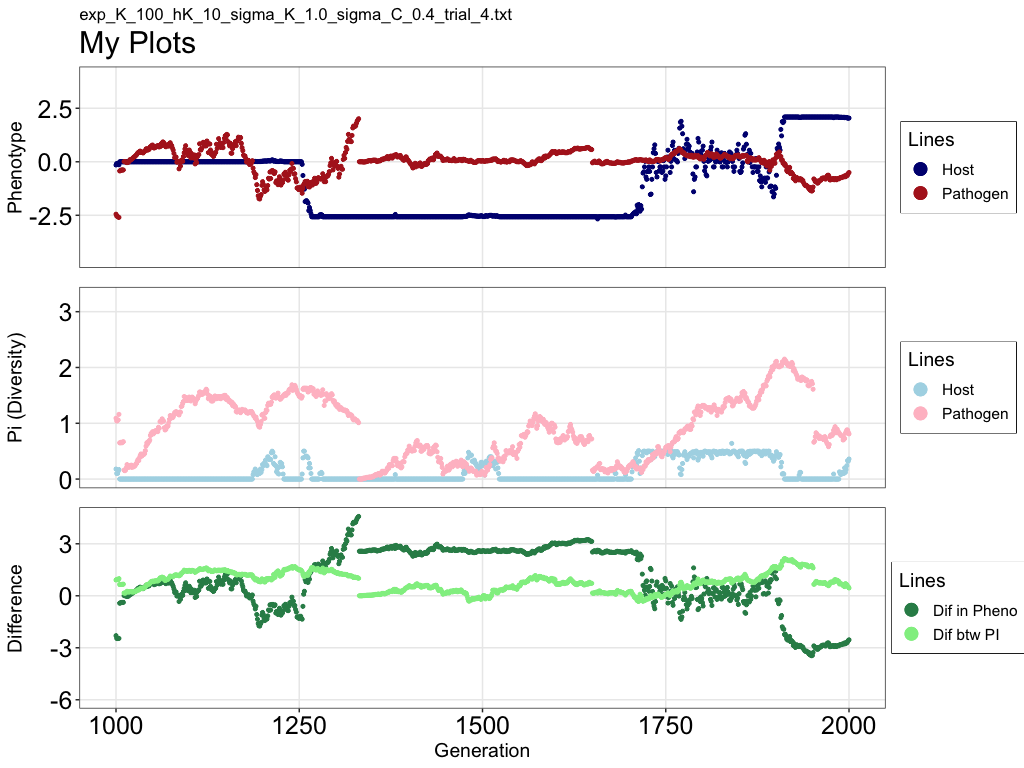 exp_K_100_hK_10_sigma_K_1.0_sigma_C_0.4_trial_4.txt
My Plots
Phenotype
2.5
0.0
-2.5
Lines
Host
Pathogen
Pi (Diversity)
3
2
1
0
Lines
Host
Pathogen
Difference
3
0
-3
-6
Lines
Dif in Pheno
Dif btw PI
1000 1250 1500 1750 2000
Generation